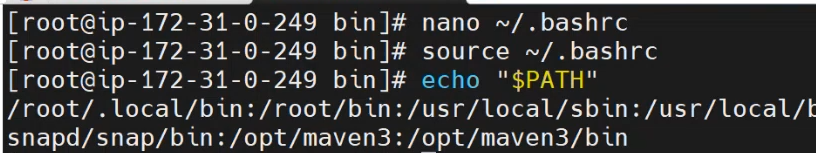 [root@ip-172-31-0-249 bin]# nano ~/.bashrc
[root@ip-172-31-0-249 bin]# source ~/.bashrc
[root@ip-172-31-0-249 bin]# echo "$PATH"
/root/.local/bin:/root/bin:/usr/local/sbin:/usr/local/b
snapd/snap/bin:/opt/maven3:/opt/maven3/bin